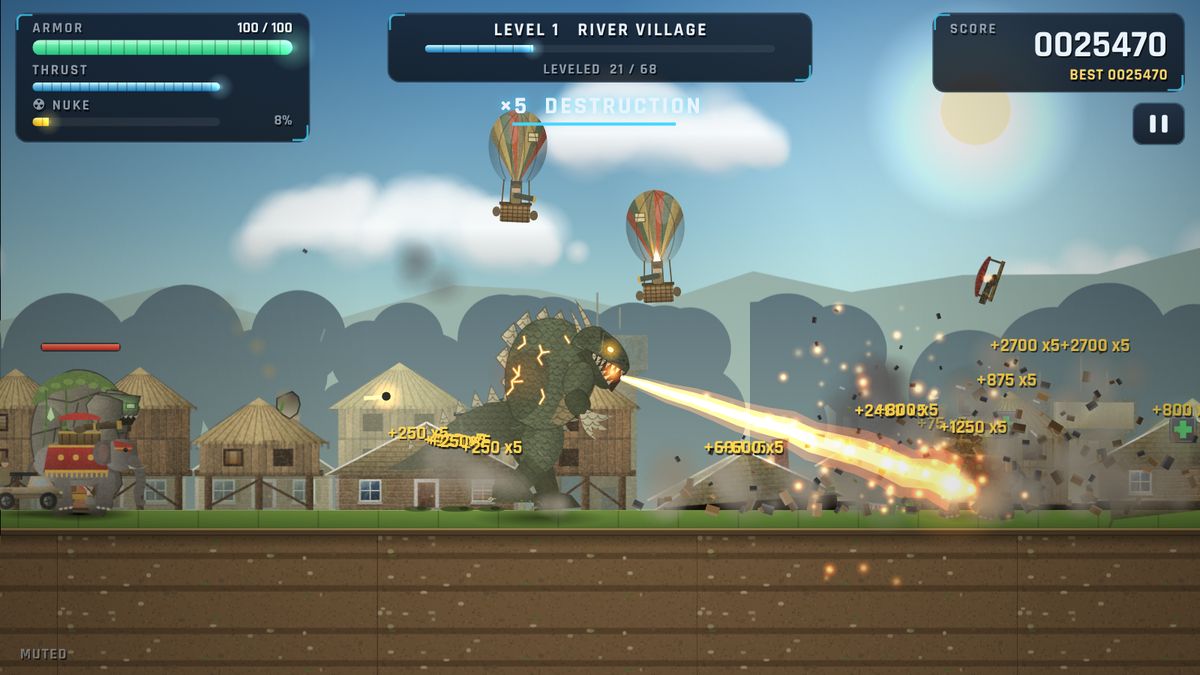 ARMOR 100 / 100
THRUST
NUKE 8%
LEVEL 1 RIVER VILLAGE
LEVELED 21 / 68
SCORE 0025470
BEST 0025470
×5 DESTRUCTION
+2700 x5+2700 x5
+875 x5
+1250 x5
+800
+250 x5
+250 x5
MUTED